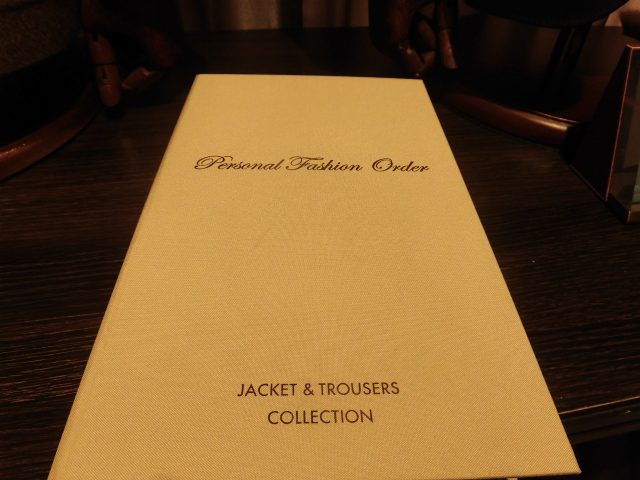 Personal Fashion Order
JACKET & TROUSERS
COLLECTION